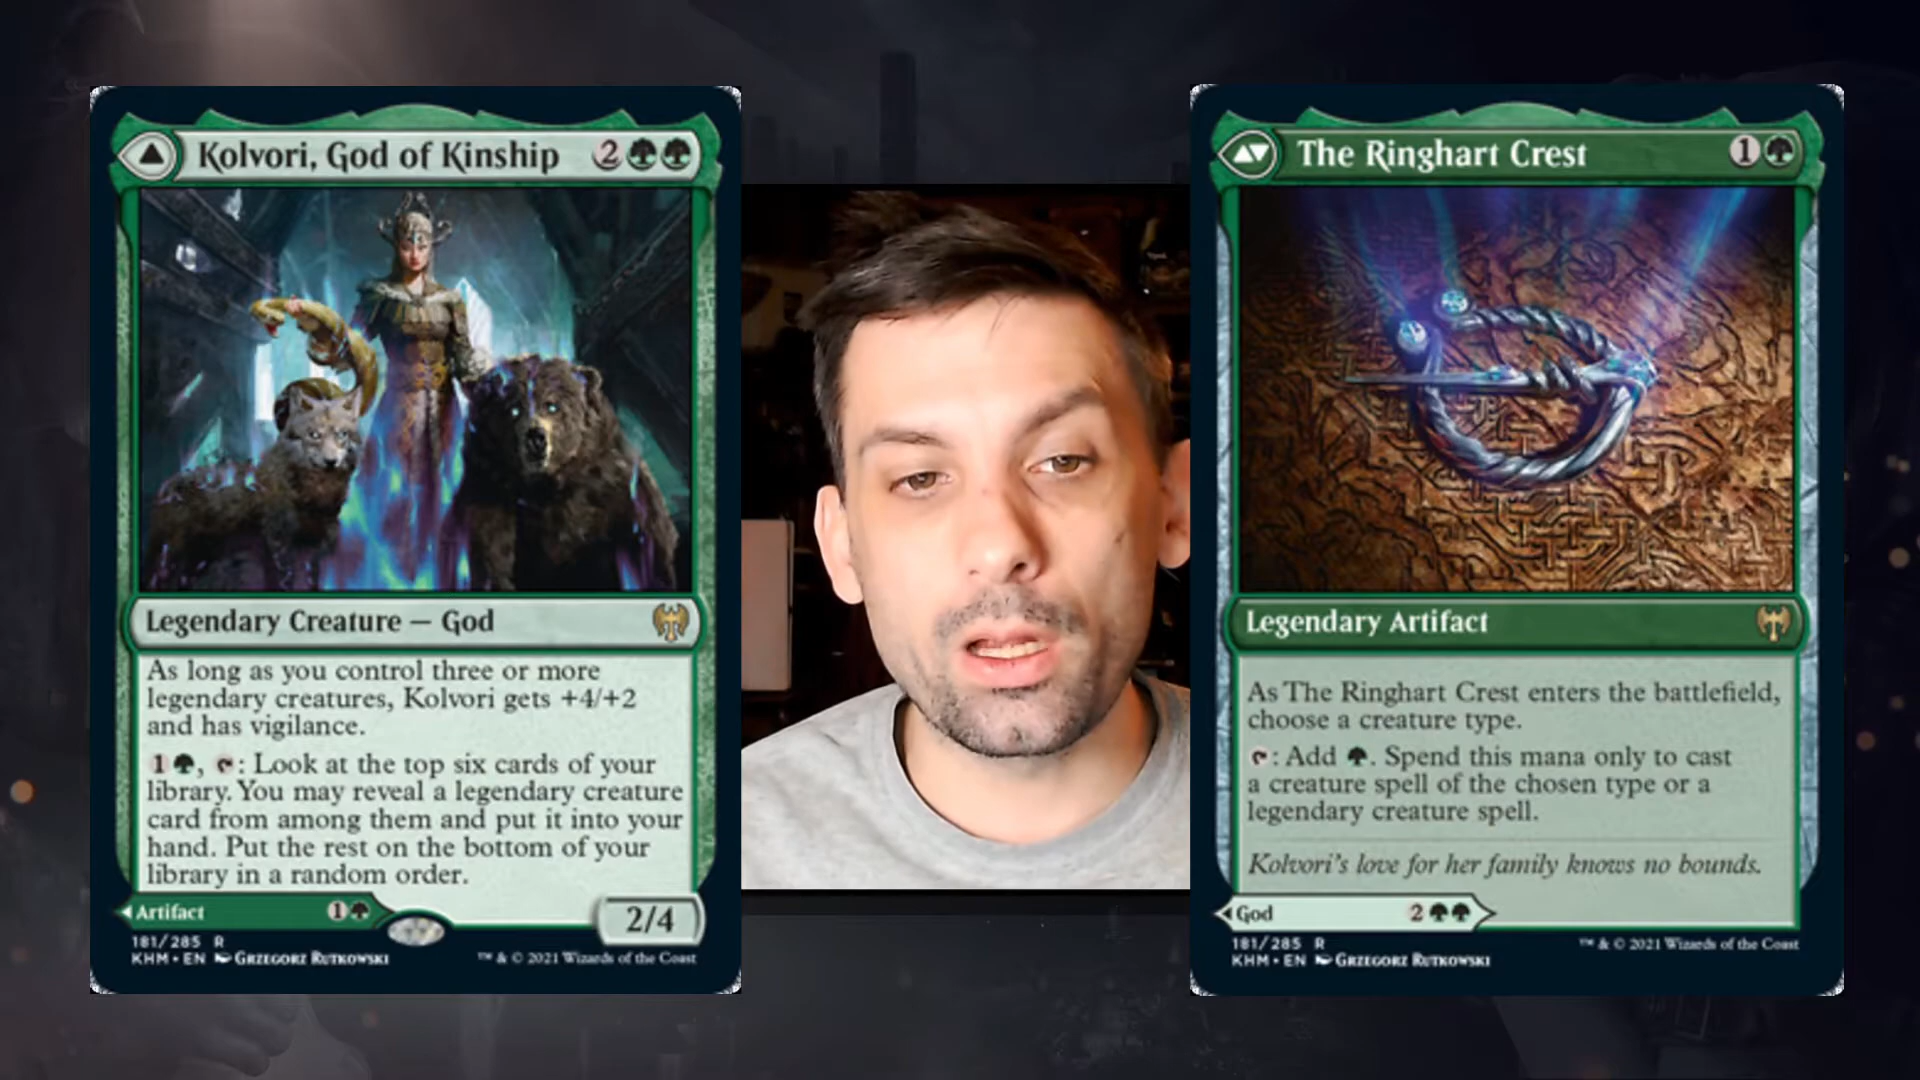 Kolvori, God of Kinship 2
Legendary Creature — God
As long as you control three or more
legendary creatures, Kolvori gets +4/+2
and has vigilance.
1, : Look at the top six cards of your
library. You may reveal a legendary creature
card from among them and put it into your
hand. Put the rest on the bottom of your
library in a random order.
Artifact 1
2/4
181/285 R
KHM • EN GRZEGORZ RUTKOWSKI
™ & © 2021 Wizards of the Coast
The Ringhart Crest 1
Legendary Artifact
As The Ringhart Crest enters the battlefield,
choose a creature type.
: Add . Spend this mana only to cast
a creature spell of the chosen type or a
legendary creature spell.
Kolvori's love for her family knows no bounds.
God 2
181/285 R
KHM • EN GRZEGORZ RUTKOWSKI
™ & © 2021 Wizards of the Coast